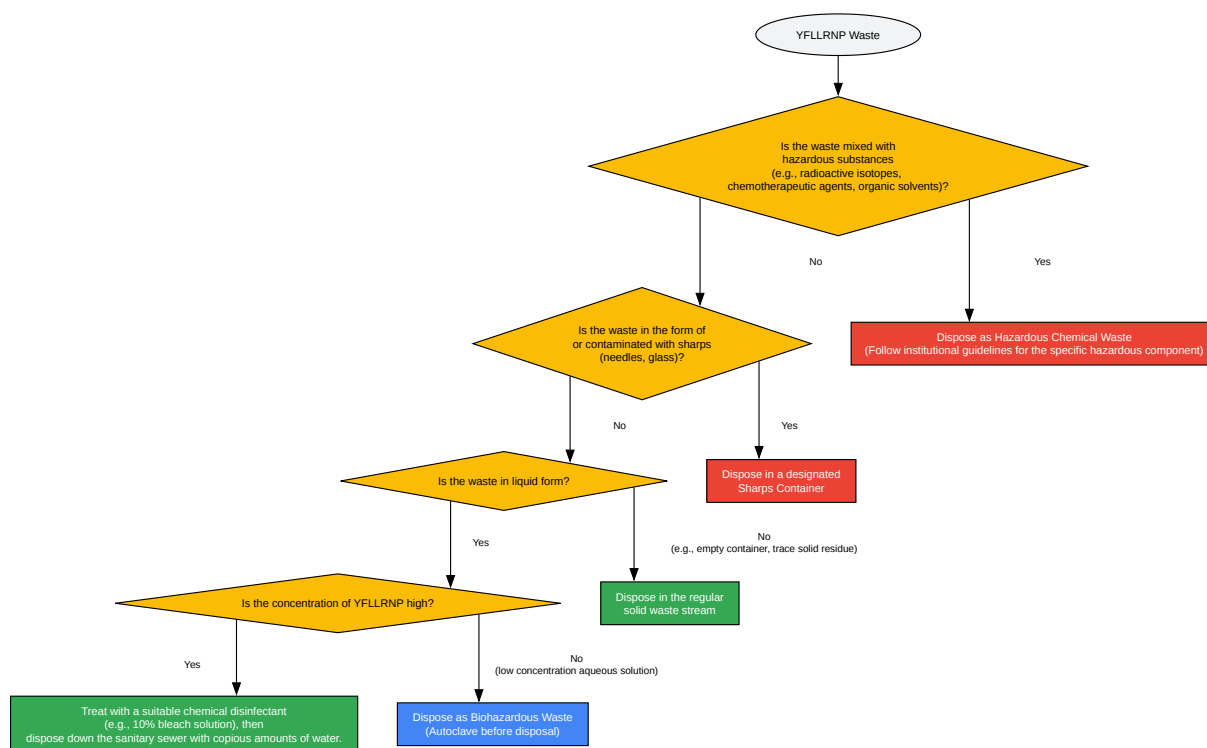 YFLLRNP Waste
Is the waste mixed with
hazardous substances
(e.g., radioactive isotopes,
chemotherapeutic agents, organic solvents)?
No
Yes
Is the waste in the form of
or contaminated with sharps
(needles, glass)?
Dispose as Hazardous Chemical Waste
(Follow institutional guidelines for the specific hazardous component)
No
Yes
Is the waste in liquid form?
Dispose in a designated
Sharps Container
Yes
No
(e.g., empty container, trace solid residue)
Is the concentration of YFLLRNP high?
Dispose in the regular
solid waste stream
Yes
No
(low concentration aqueous solution)
Treat with a suitable chemical disinfectant
(e.g., 10% bleach solution), then
dispose down the sanitary sewer with copious amounts of water.
Dispose as Biohazardous Waste
(Autoclave before disposal)